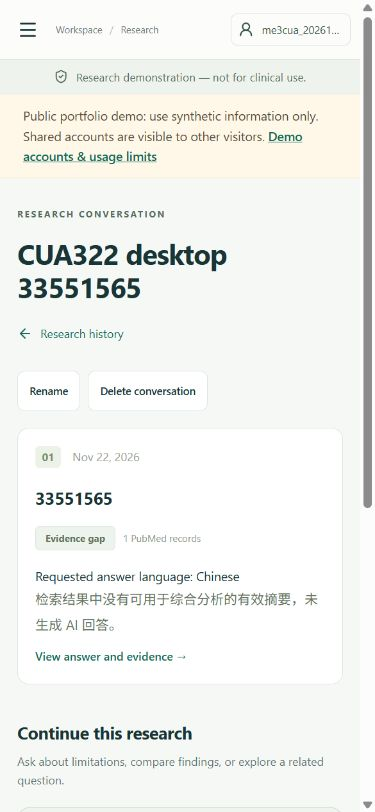 Workspace / Research
me3cua_20261...
Research demonstration — not for clinical use.
Public portfolio demo: use synthetic information only.
Shared accounts are visible to other visitors. Demo
accounts & usage limits
RESEARCH CONVERSATION
CUA322 desktop
33551565
← Research history
Rename
Delete conversation
01 Nov 22, 2026
33551565
Evidence gap 1 PubMed records
Requested answer language: Chinese
检索结果中没有可用于综合分析的有效摘要，未
生成 AI 回答。
View answer and evidence →
Continue this research
Ask about limitations, compare findings, or explore a related
question.